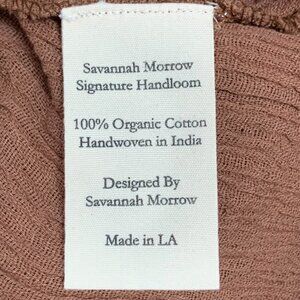 Savannah Morrow
Signature Handloom
100% Organic Cotton
Handwoven in India
Designed By
Savannah Morrow
Made in LA